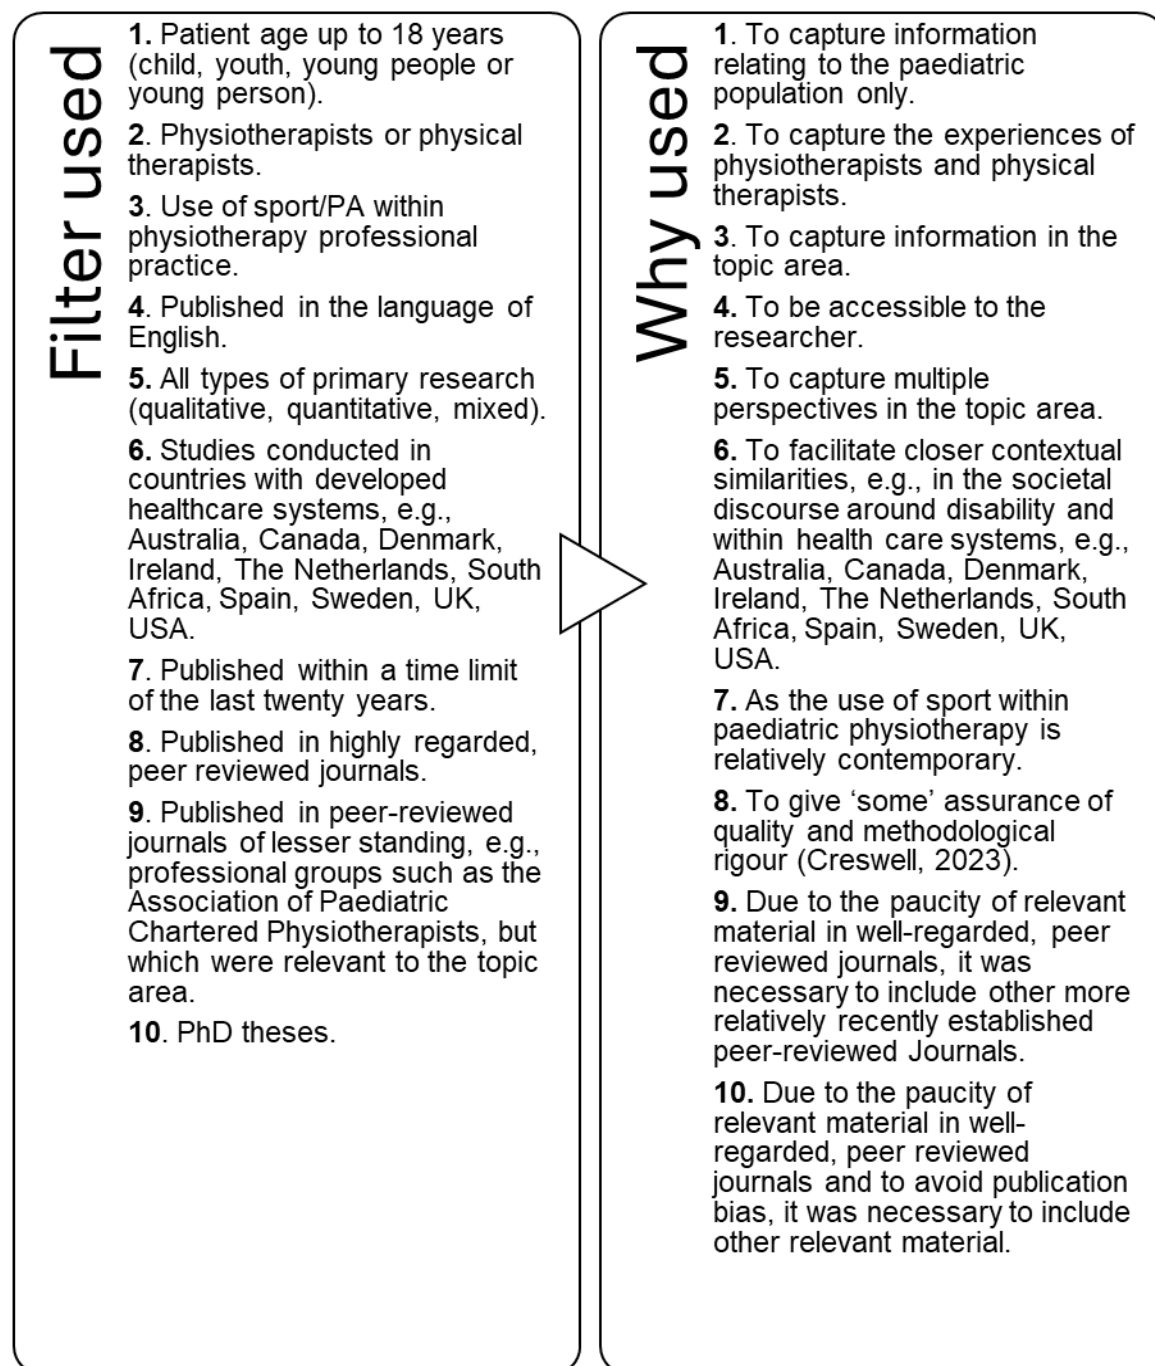 Filter used
1. Patient age up to 18 years
(child, youth, young people or
young person).
2. Physiotherapists or physical
therapists.
3. Use of sport/PA within
physiotherapy professional
practice.
4. Published in the language of
English.
5. All types of primary research
(qualitative, quantitative, mixed).
6. Studies conducted in
countries with developed
healthcare systems, e.g.,
Australia, Canada, Denmark,
Ireland, The Netherlands, South
Africa, Spain, Sweden, UK,
USA.
7. Published within a time limit
of the last twenty years.
8. Published in highly regarded,
peer reviewed journals.
9. Published in peer-reviewed
journals of lesser standing, e.g.,
professional groups such as the
Association of Paediatric
Chartered Physiotherapists, but
which were relevant to the topic
area.
10. PhD theses.
Why used
1. To capture information
relating to the paediatric
population only.
2. To capture the experiences of
physiotherapists and physical
therapists.
3. To capture information in the
topic area.
4. To be accessible to the
researcher.
5. To capture multiple
perspectives in the topic area.
6. To facilitate closer contextual
similarities, e.g., in the societal
discourse around disability and
within health care systems, e.g.,
Australia, Canada, Denmark,
Ireland, The Netherlands, South
Africa, Spain, Sweden, UK,
USA.
7. As the use of sport within
paediatric physiotherapy is
relatively contemporary.
8. To give ‘some’ assurance of
quality and methodological
rigour (Creswell, 2023).
9. Due to the paucity of relevant
material in well-regarded, peer
reviewed journals, it was
necessary to include other more
relatively recently established
peer-reviewed Journals.
10. Due to the paucity of
relevant material in well-
regarded, peer reviewed
journals and to avoid publication
bias, it was necessary to include
other relevant material.